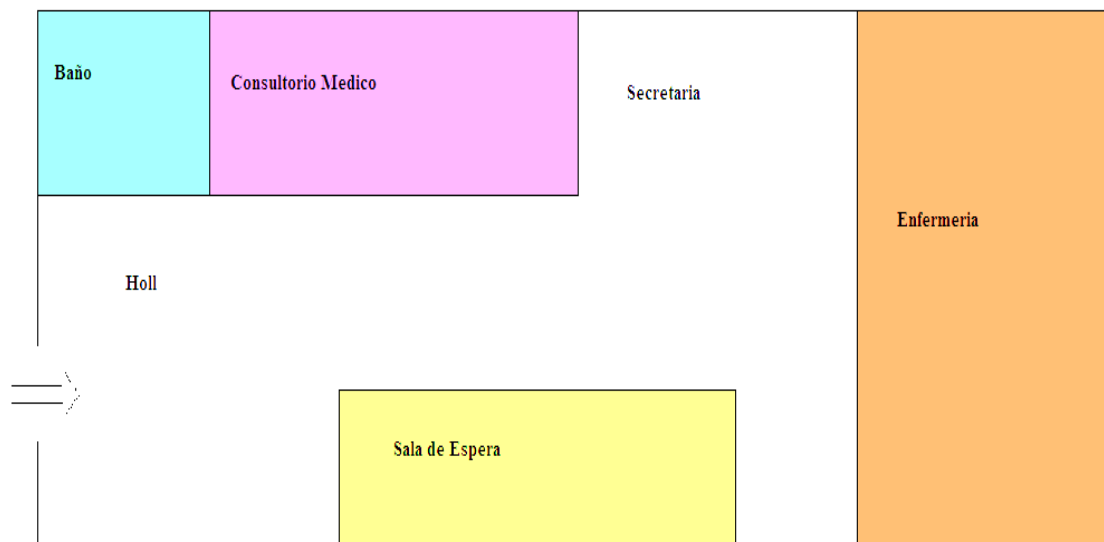 Baño
Consultorio Medico
Secretaria
Enfermeria
Holl
Sala de Espera